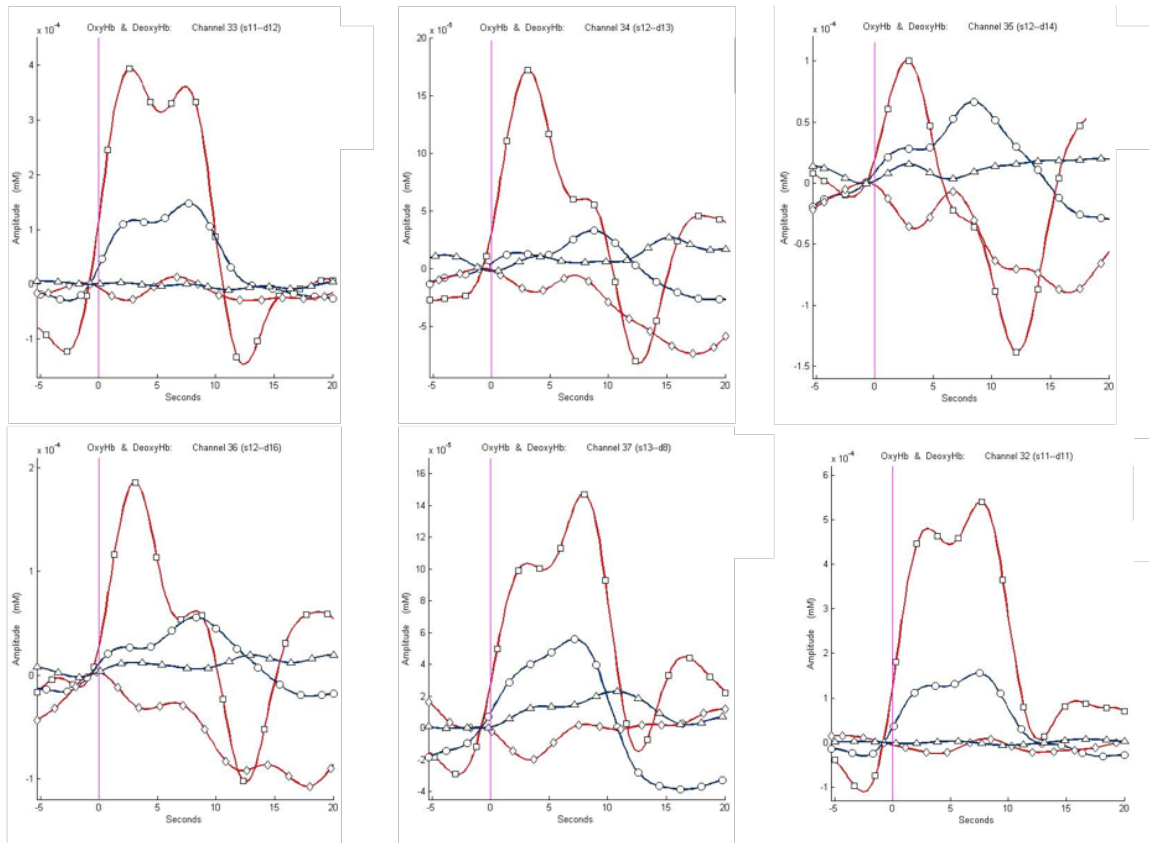 OxyHb & DeoxyHb: Channel 33 (s11--d12)
x 10⁻⁴
Amplitude (mM)
4
3
2
1
0
-1
-5 0 5 10 15 20
Seconds
OxyHb & DeoxyHb: Channel 34 (s12--d13)
x 10⁻⁵
Amplitude (mM)
20
15
10
5
0
-5
-5 0 5 10 15 20
Seconds
OxyHb & DeoxyHb: Channel 35 (s12--d14)
x 10⁻⁴
Amplitude (mM)
1
0.5
0
-0.5
-1
-1.5
-5 0 5 10 15 20
Seconds
OxyHb & DeoxyHb: Channel 36 (s12--d16)
x 10⁻⁴
Amplitude (mM)
2
1
0
-1
-5 0 5 10 15 20
Seconds
OxyHb & DeoxyHb: Channel 37 (s13--d8)
x 10⁻⁵
Amplitude (mM)
16
14
12
10
8
6
4
2
0
-2
-4
-5 0 5 10 15 20
Seconds
OxyHb & DeoxyHb: Channel 32 (s11--d11)
x 10⁻⁴
Amplitude (mM)
6
5
4
3
2
1
0
-1
-5 0 5 10 15 20
Seconds